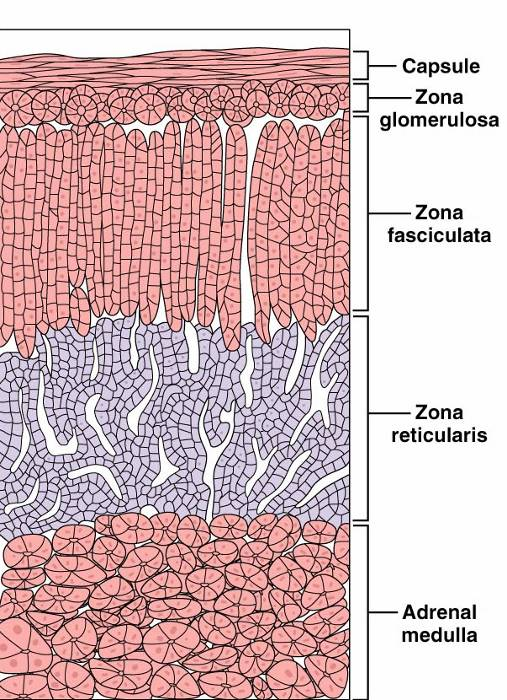 Capsule
Zona
glomerulosa
Zona
fasciculata
Zona
reticularis
Adrenal
medulla